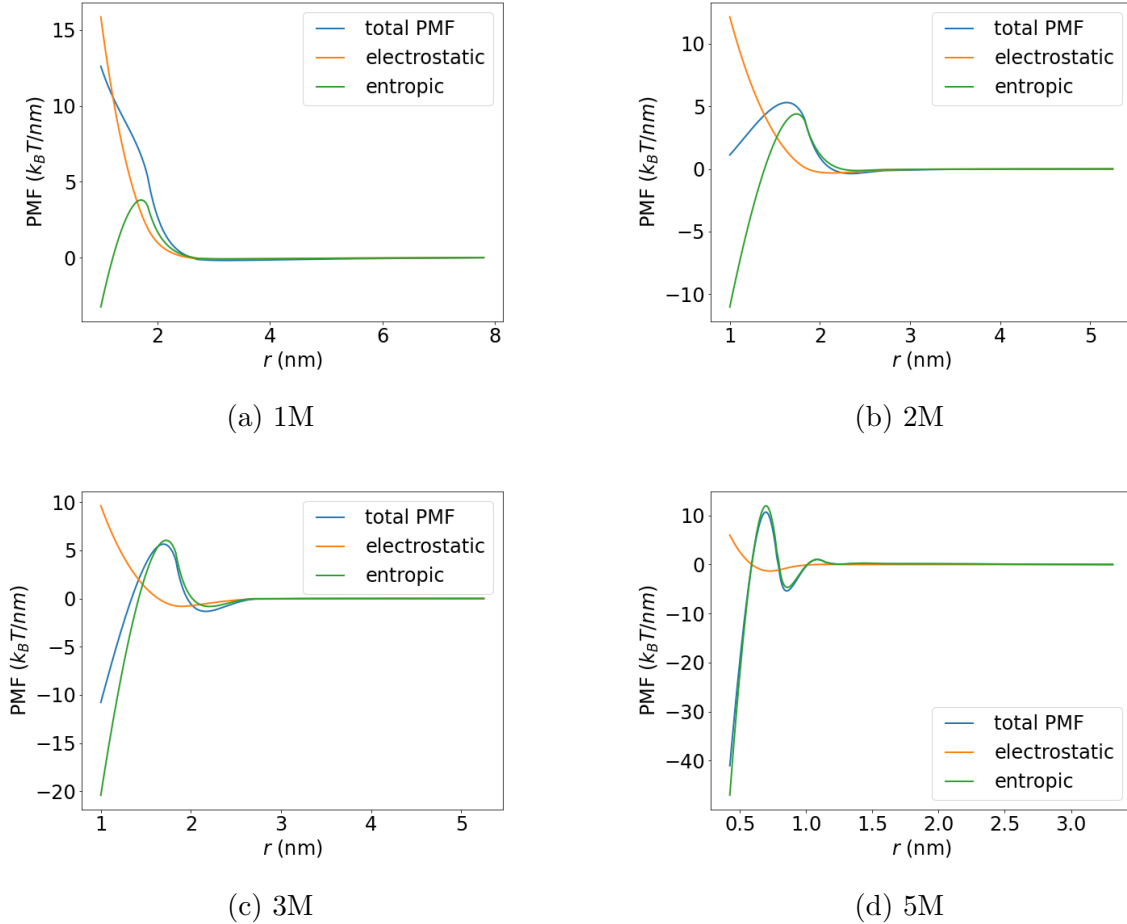 total PMF
electrostatic
entropic
PMF (k_BT/nm)
15
10
5
0
2
4
6
8
r (nm)
(a) 1M
total PMF
electrostatic
entropic
PMF (k_BT/nm)
10
5
0
−5
−10
1
2
3
4
5
r (nm)
(b) 2M
total PMF
electrostatic
entropic
PMF (k_BT/nm)
10
5
0
−5
−10
−15
−20
1
2
3
4
5
r (nm)
(c) 3M
PMF (k_BT/nm)
10
0
−10
−20
−30
−40
total PMF
electrostatic
entropic
0.5
1.0
1.5
2.0
2.5
3.0
r (nm)
(d) 5M